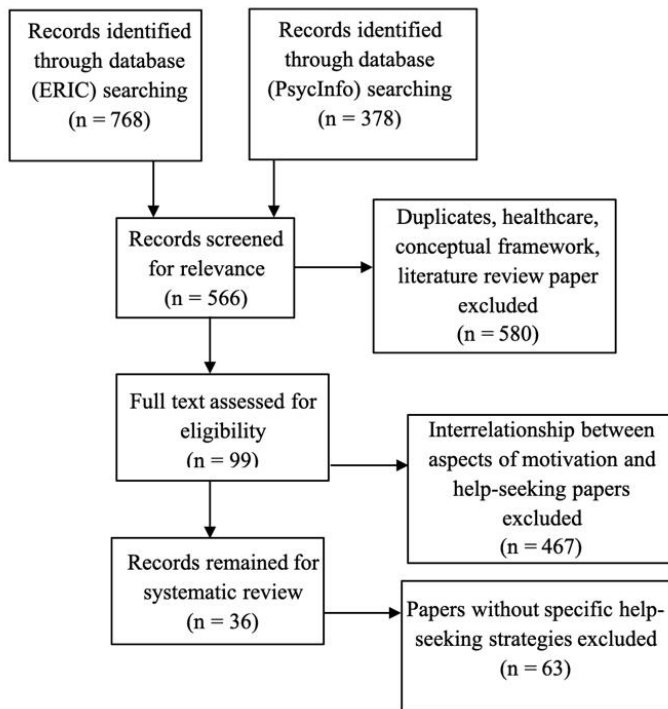 Records identified
through database
(ERIC) searching
(n = 768)
Records identified
through database
(PsycInfo) searching
(n = 378)
Records screened
for relevance
(n = 566)
Duplicates, healthcare,
conceptual framework,
literature review paper
excluded
(n = 580)
Full text assessed for
eligibility
(n = 99)
Interrelationship between
aspects of motivation and
help-seeking papers
excluded
(n = 467)
Records remained for
systematic review
(n = 36)
Papers without specific help-
seeking strategies excluded
(n = 63)